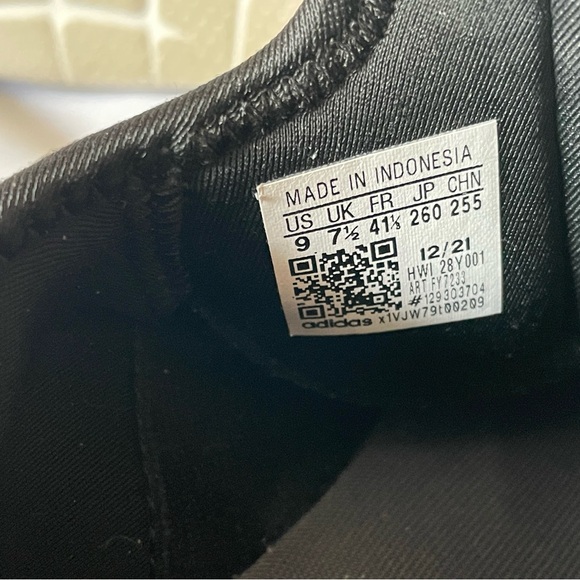 MADE IN INDONESIA
US UK FR JP CHN
9 7½ 41⅓ 260 255
12/21
HWI 28Y001
ART FY7233
#129303704
adidas x1VJW79t00209